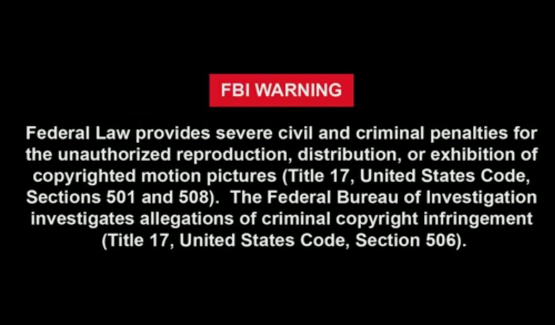 FBI WARNING
Federal Law provides severe civil and criminal penalties for
the unauthorized reproduction, distribution, or exhibition of
copyrighted motion pictures (Title 17, United States Code,
Sections 501 and 508).  The Federal Bureau of Investigation
investigates allegations of criminal copyright infringement
(Title 17, United States Code, Section 506).